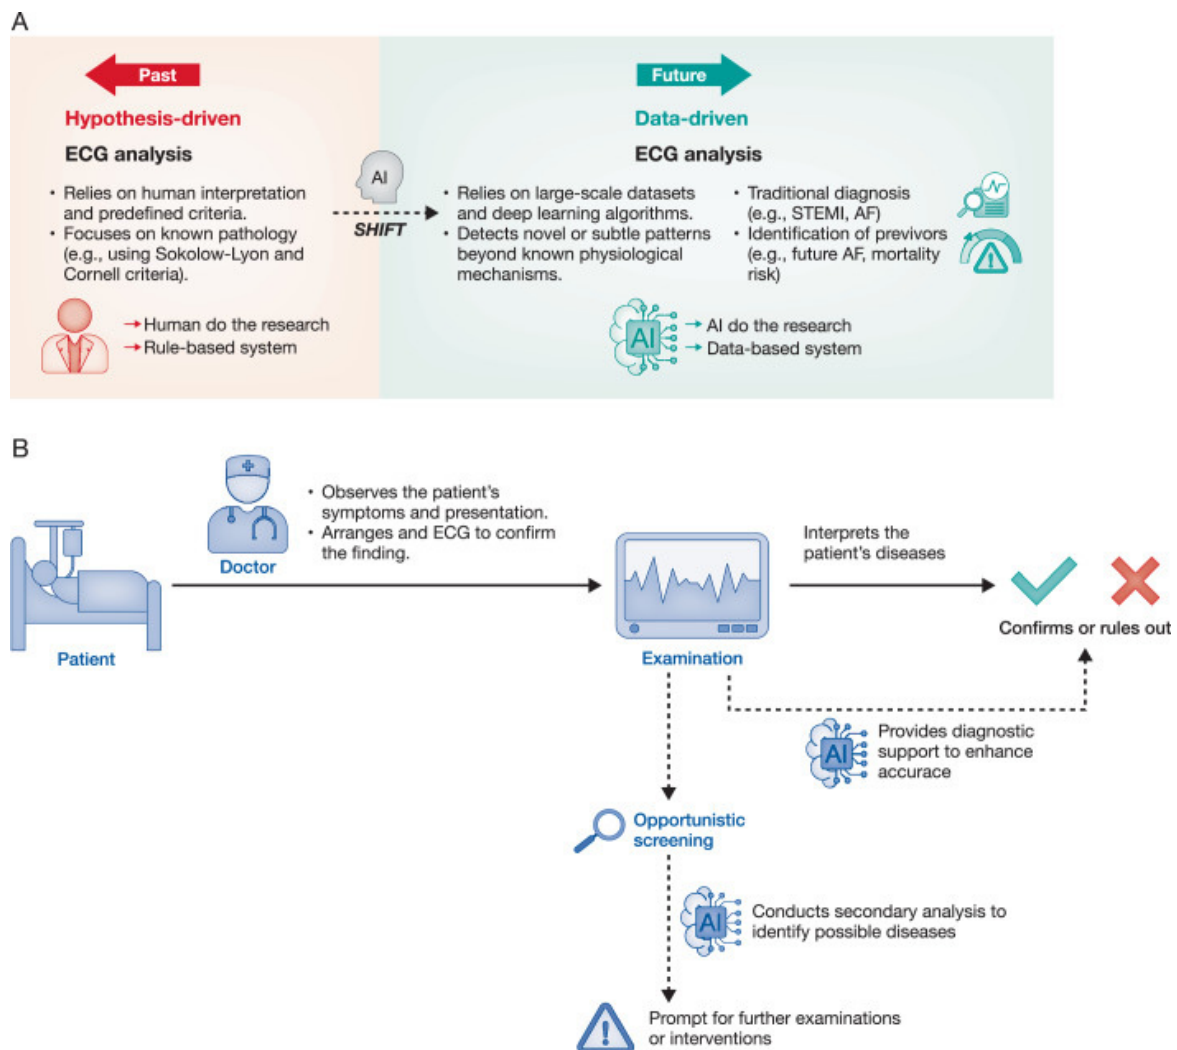 A
Past
Hypothesis-driven
ECG analysis
• Relies on human interpretation
and predefined criteria.
• Focuses on known pathology
(e.g., using Sokolow-Lyon and
Cornell criteria).
→ Human do the research
→ Rule-based system
AI
SHIFT
Future
Data-driven
ECG analysis
• Relies on large-scale datasets
and deep learning algorithms.
• Detects novel or subtle patterns
beyond known physiological
mechanisms.
• Traditional diagnosis
(e.g., STEMI, AF)
• Identification of previvors
(e.g., future AF, mortality
risk)
AI
→ AI do the research
→ Data-based system
B
Patient
Doctor
• Observes the patient's
symptoms and presentation.
• Arranges and ECG to confirm
the finding.
Examination
Interprets the
patient's diseases
Confirms or rules out
AI
Provides diagnostic
support to enhance
accurace
Opportunistic
screening
AI
Conducts secondary analysis to
identify possible diseases
Prompt for further examinations
or interventions